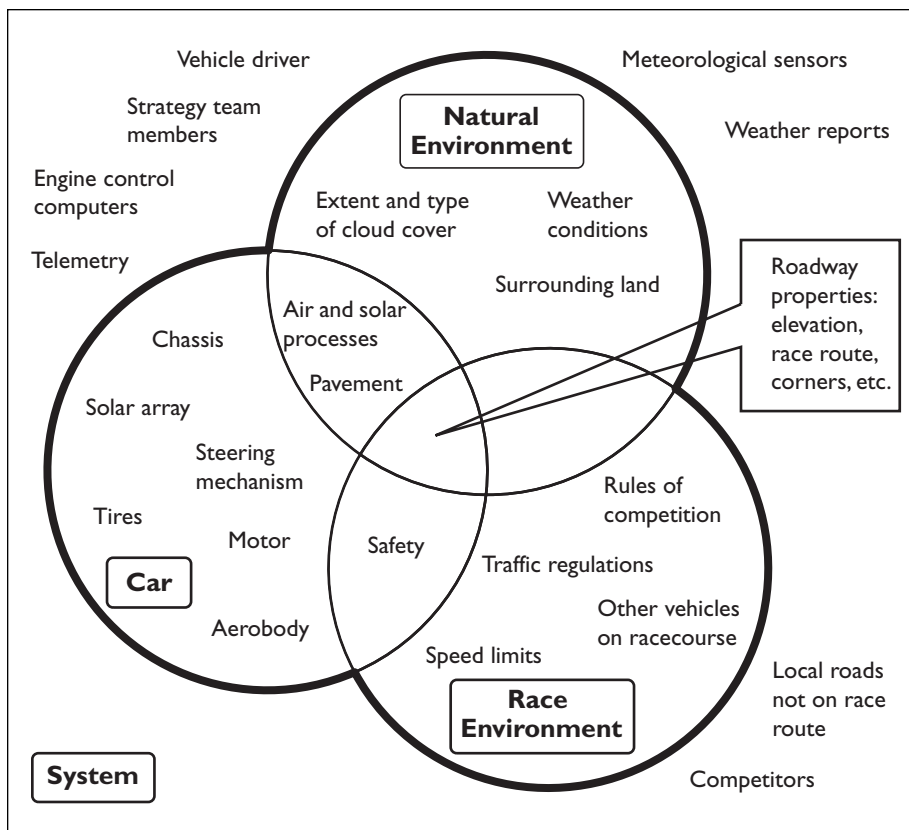 Vehicle driver
Meteorological sensors
Strategy team
members
Natural
Environment
Weather reports
Engine control
computers
Extent and type
of cloud cover
Weather
conditions
Telemetry
Surrounding land
Roadway
properties:
elevation,
race route,
corners, etc.
Air and solar
processes
Chassis
Pavement
Solar array
Steering
mechanism
Rules of
competition
Tires
Motor
Safety
Traffic regulations
Car
Other vehicles
on racecourse
Aerobody
Speed limits
Race
Environment
Local roads
not on race
route
System
Competitors